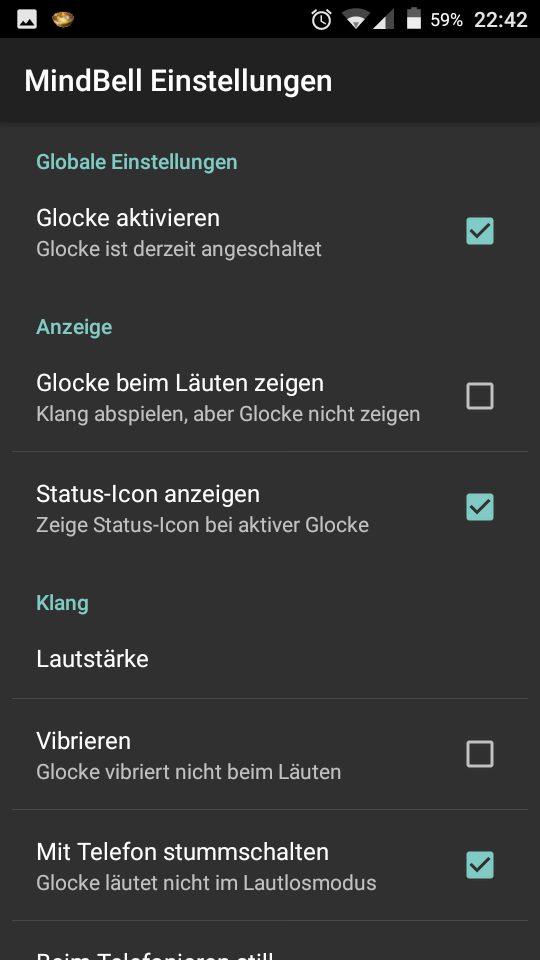 59% 22:42
MindBell Einstellungen
Globale Einstellungen
Glocke aktivieren
Glocke ist derzeit angeschaltet
Anzeige
Glocke beim Läuten zeigen
Klang abspielen, aber Glocke nicht zeigen
Status-Icon anzeigen
Zeige Status-Icon bei aktiver Glocke
Klang
Lautstärke
Vibrieren
Glocke vibriert nicht beim Läuten
Mit Telefon stummschalten
Glocke läutet nicht im Lautlosmodus
Beim Telefonieren still